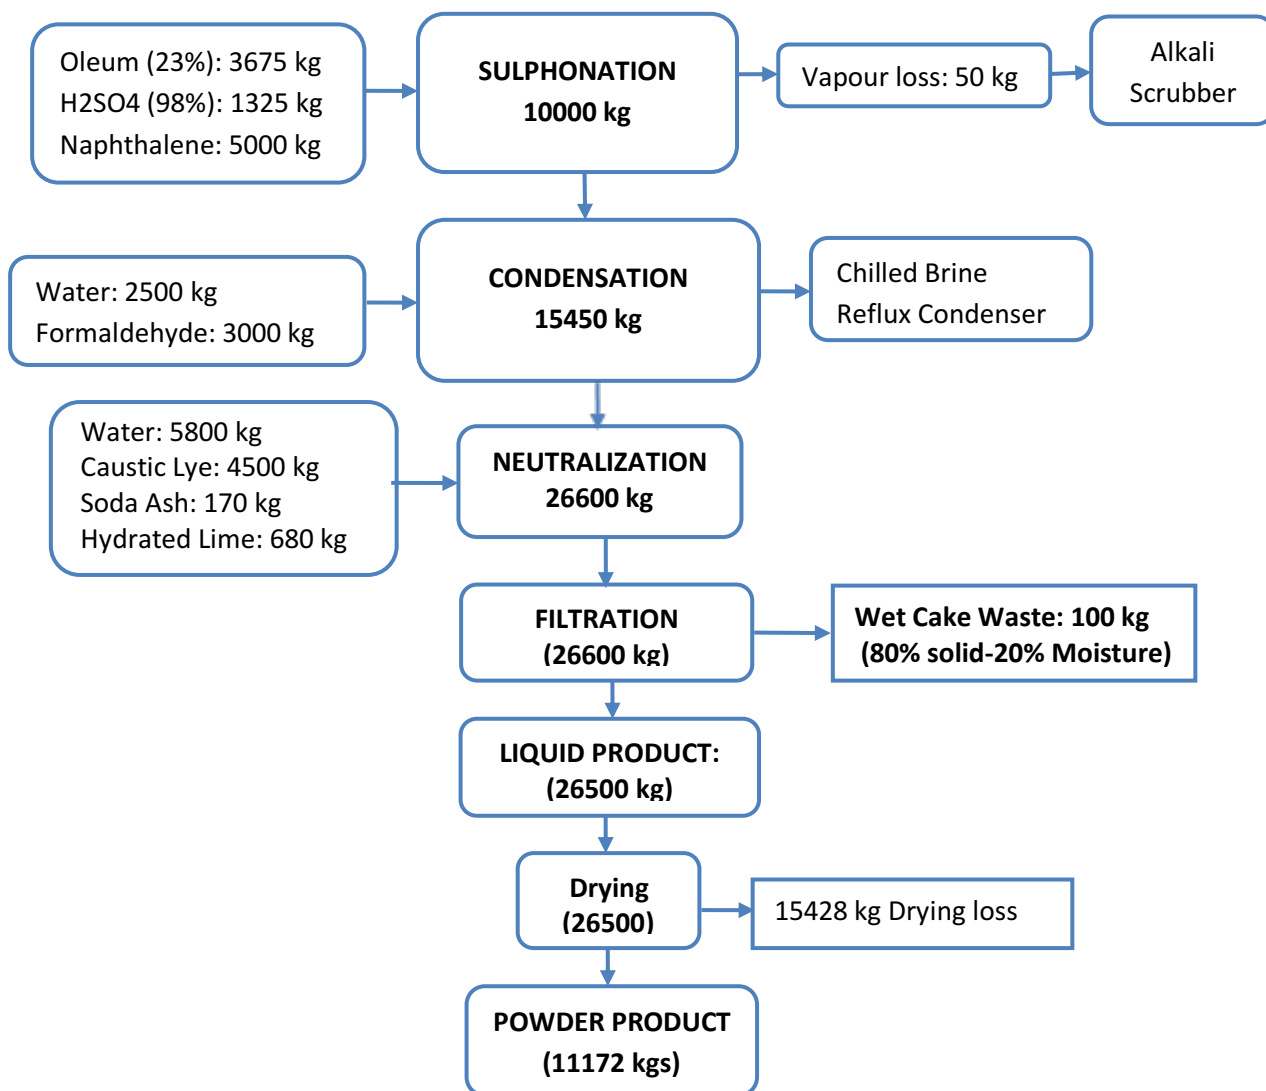 Oleum (23%): 3675 kg
H2SO4 (98%): 1325 kg
Naphthalene: 5000 kg
SULPHONATION
10000 kg
Vapour loss: 50 kg
Alkali
Scrubber
Water: 2500 kg
Formaldehyde: 3000 kg
CONDENSATION
15450 kg
Chilled Brine
Reflux Condenser
Water: 5800 kg
Caustic Lye: 4500 kg
Soda Ash: 170 kg
Hydrated Lime: 680 kg
NEUTRALIZATION
26600 kg
FILTRATION
(26600 kg)
Wet Cake Waste: 100 kg
(80% solid-20% Moisture)
LIQUID PRODUCT:
(26500 kg)
Drying
(26500)
15428 kg Drying loss
POWDER PRODUCT
(11172 kgs)